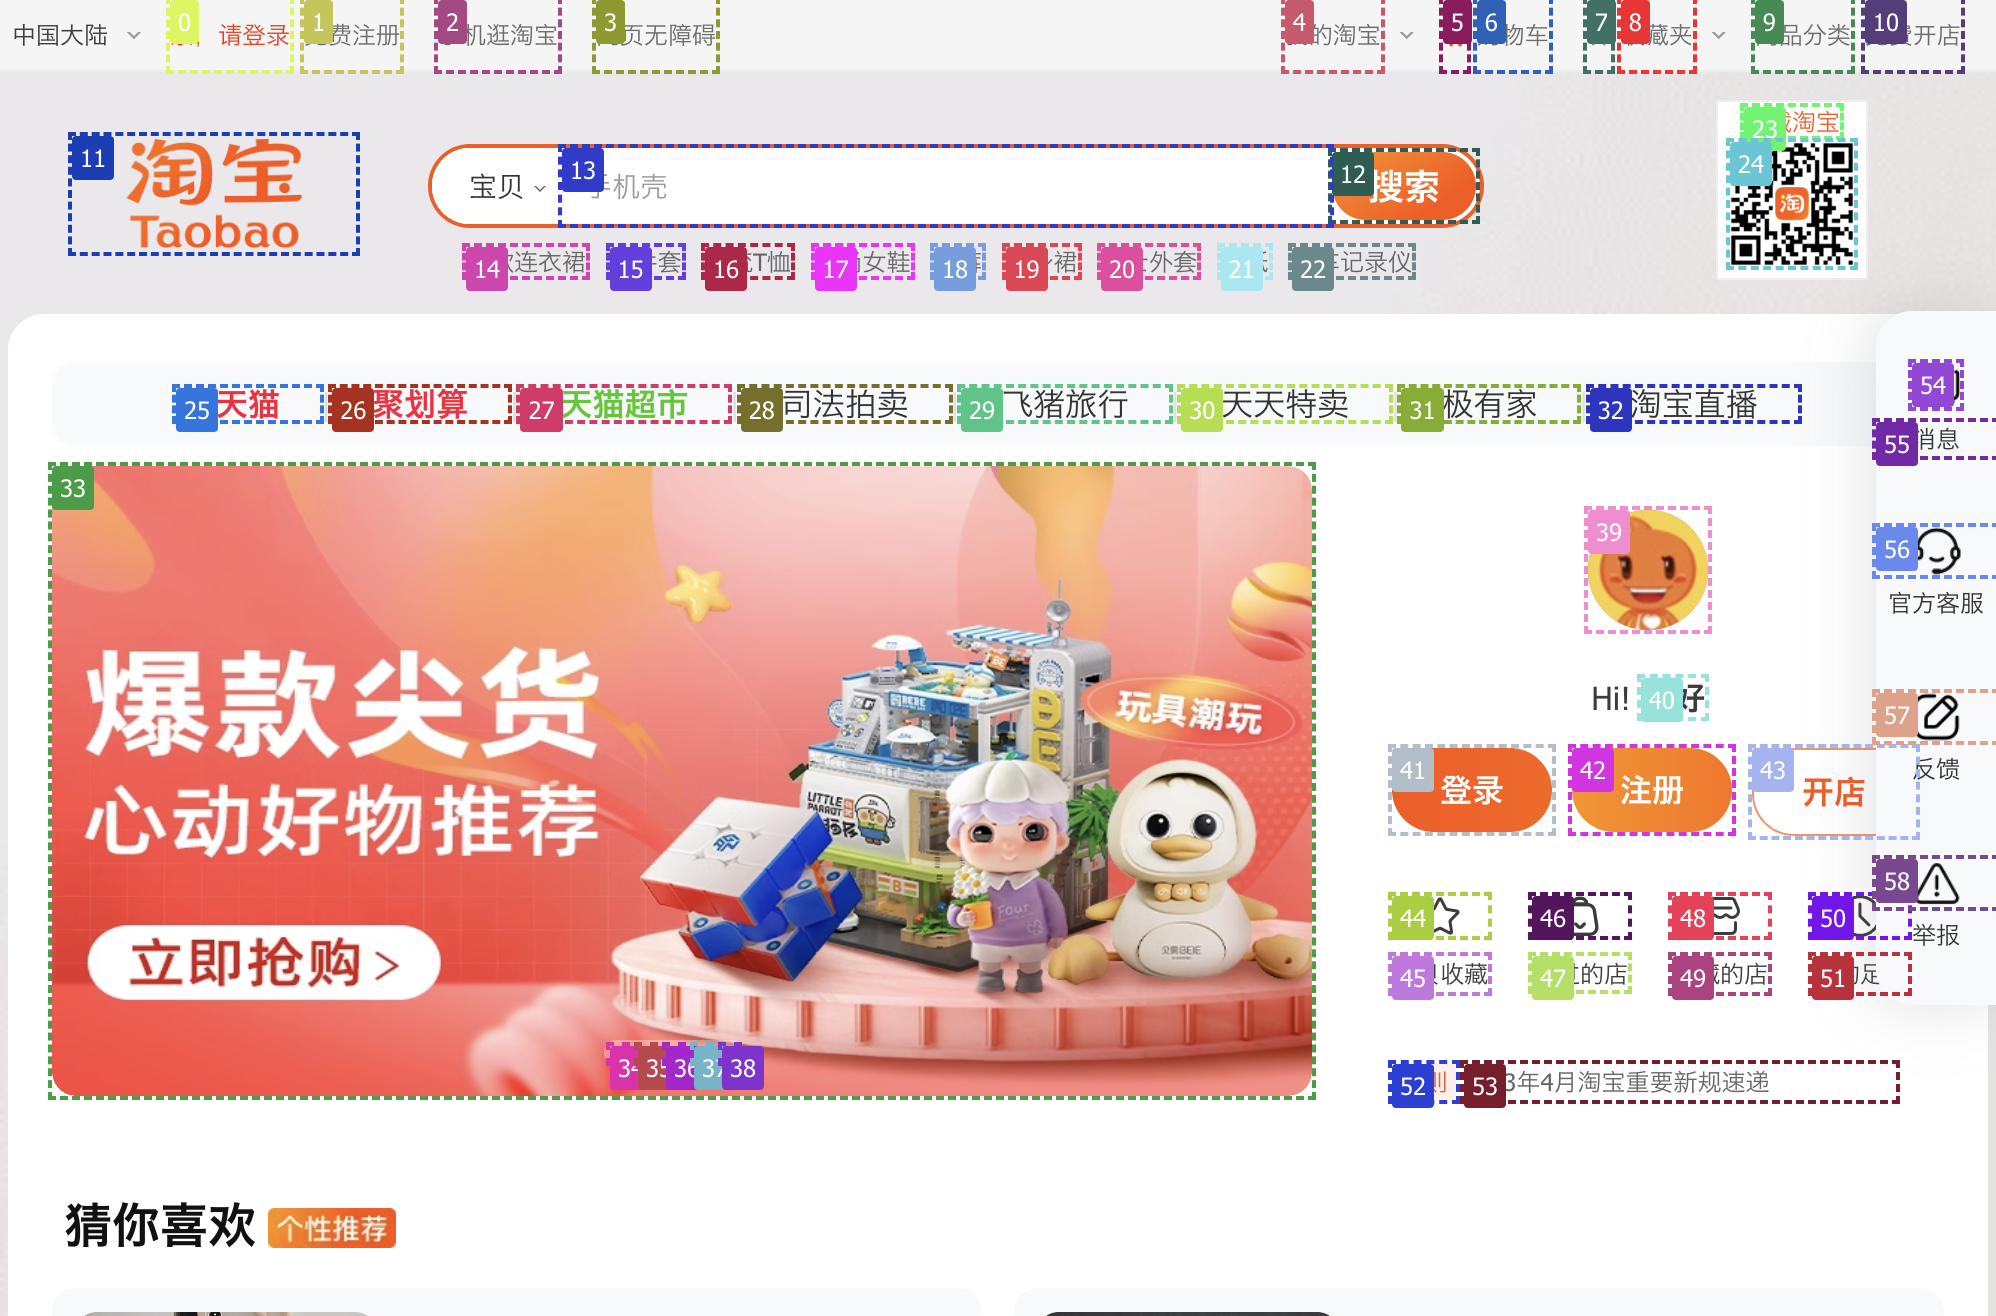 中国大陆
0 请登录 1 费注册 2 机逛淘宝 3 页无障碍 4 的淘宝 5 6 物车 7 8 藏夹 9 品分类 10 开店
11 淘宝
Taobao
宝贝 13 手机壳 12 搜索
23 淘宝
24
淘
14 连衣裙 15 套 16 T恤 17 女鞋 18 19 裙 20 外套 21 22 记录仪
25 天猫 26 聚划算 27 天猫超市 28 司法拍卖 29 飞猪旅行 30 天天特卖 31 极有家 32 淘宝直播
54
55 消息
56
官方客服
57
反馈
58
举报
33
爆款尖货
心动好物推荐
立即抢购 >
玩具潮玩
LITTLE
PARROT
BEBE
Four
34 35 36 37 38
39
Hi! 40 好
41 登录 42 注册 43 开店
44 46 48 50
45 收藏 47 过的店 49 藏的店 51 的足
52 则 53 3年4月淘宝重要新规速递
猜你喜欢 个性推荐